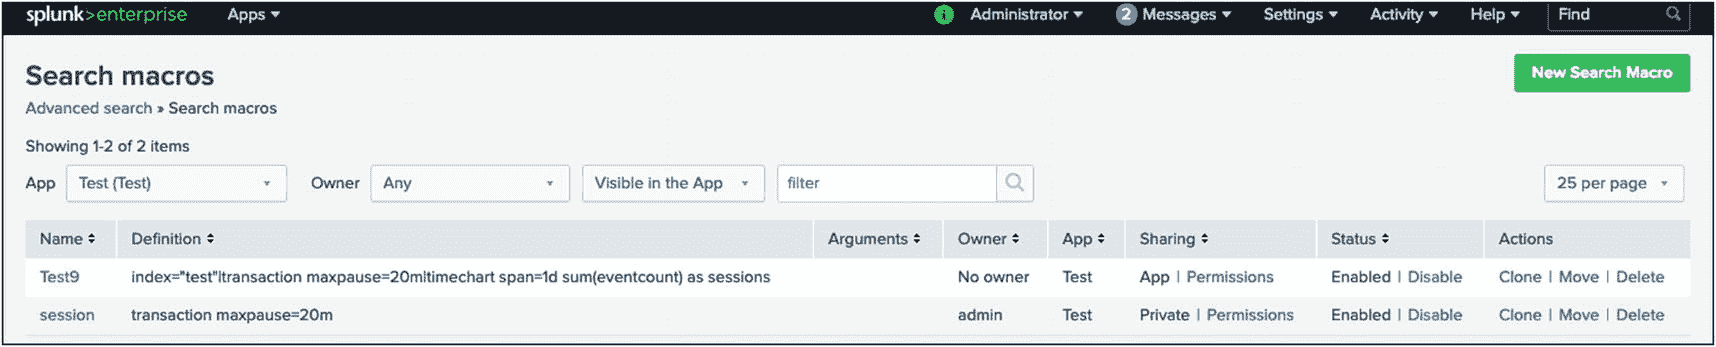 splunk>enterprise Apps i Administrator 2 Messages Settings Activity Help Find
Search macros
New Search Macro
Advanced search » Search macros
Showing 1-2 of 2 items
App Test (Test) Owner Any Visible in the App filter 25 per page
Name Definition Arguments Owner App Sharing Status Actions
Test9 index="test"|transaction maxpause=20m|timechart span=1d sum(eventcount) as sessions No owner Test App | Permissions Enabled | Disable Clone | Move | Delete
session transaction maxpause=20m admin Test Private | Permissions Enabled | Disable Clone | Move | Delete